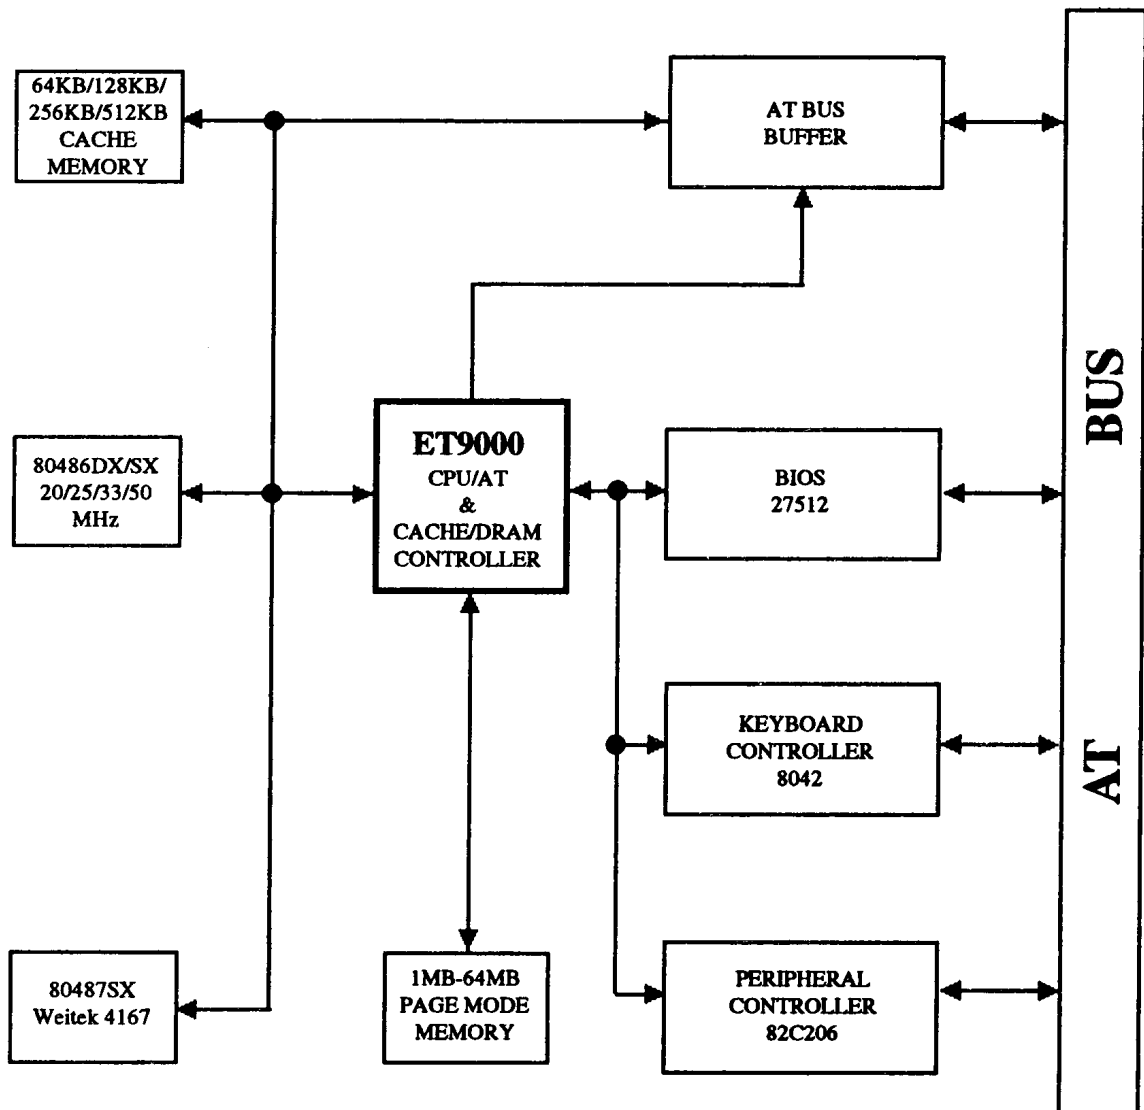 64KB/128KB/
256KB/512KB
CACHE
MEMORY
AT BUS
BUFFER
80486DX/SX
20/25/33/50
MHz
ET9000
CPU/AT
&
CACHE/DRAM
CONTROLLER
BIOS
27512
KEYBOARD
CONTROLLER
8042
80487SX
Weitek 4167
1MB-64MB
PAGE MODE
MEMORY
PERIPHERAL
CONTROLLER
82C206
AT BUS